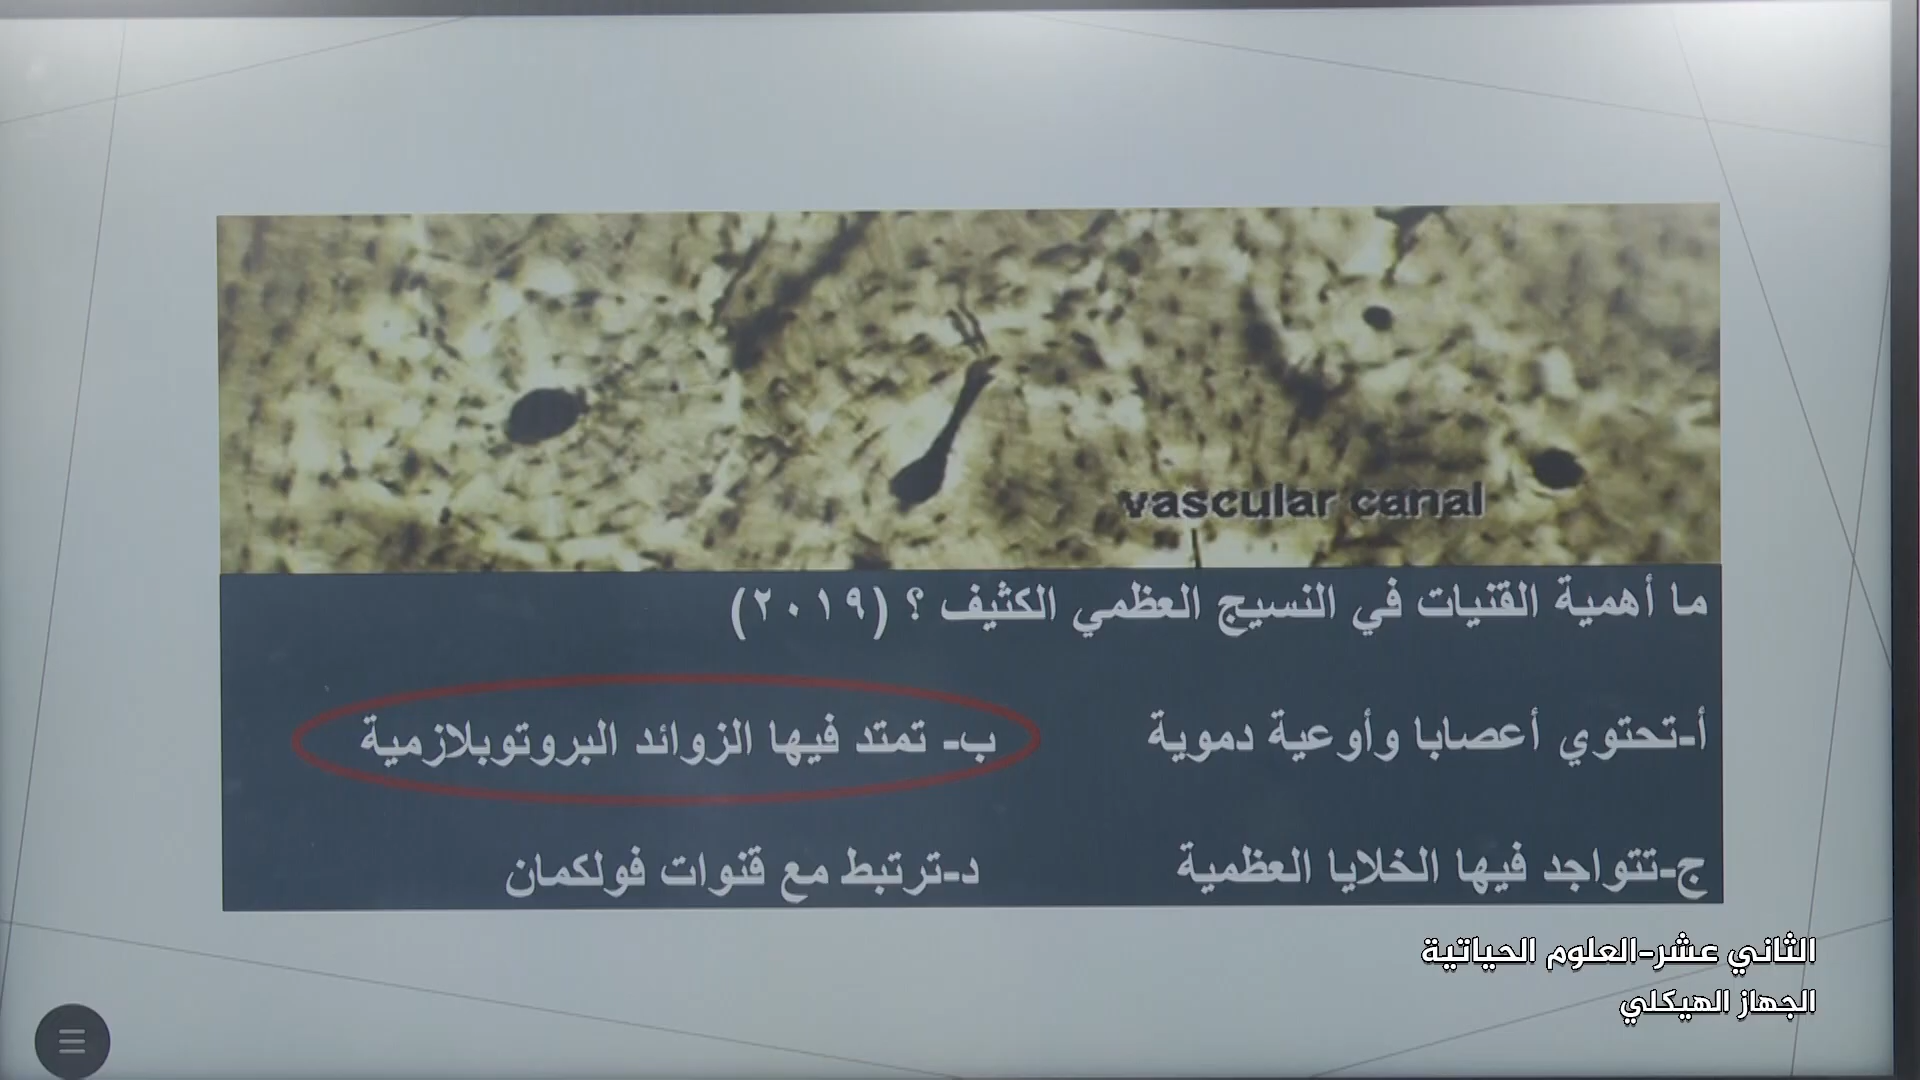 vascular canal
ما أهمية القنيات في النسيج العظمي الكثيف ؟ (٢٠١٩)
أ-تحتوي أعصابا وأوعية دموية
ب- تمتد فيها الزوائد البروتوبلازمية
ج-تتواجد فيها الخلايا العظمية
د-ترتبط مع قنوات فولكمان
الثاني عشر-العلوم الحياتية
الجهاز الهيكلي